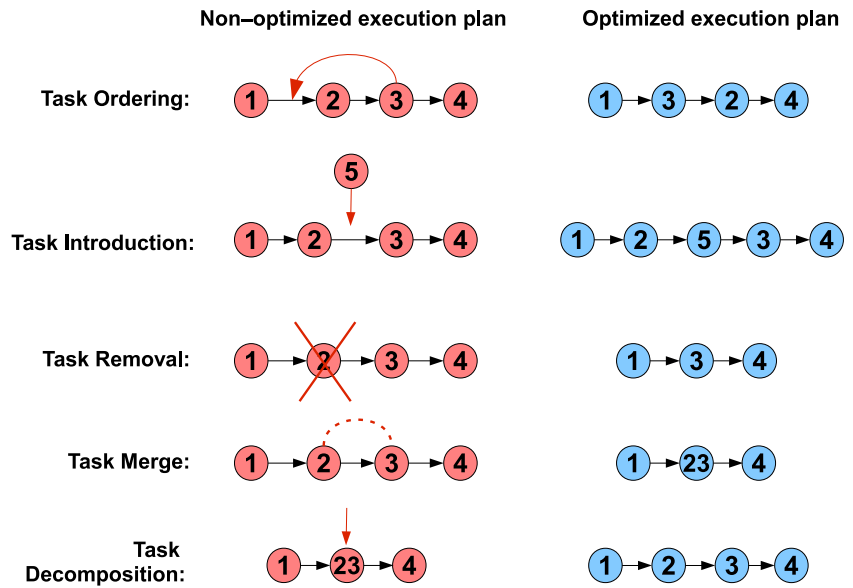 Non–optimized execution plan Optimized execution plan
Task Ordering: 1 2 3 4 1 3 2 4
5
Task Introduction: 1 2 3 4 1 2 5 3 4
Task Removal: 1 2 3 4 1 3 4
Task Merge: 1 2 3 4 1 23 4
Task
Decomposition: 1 23 4 1 2 3 4